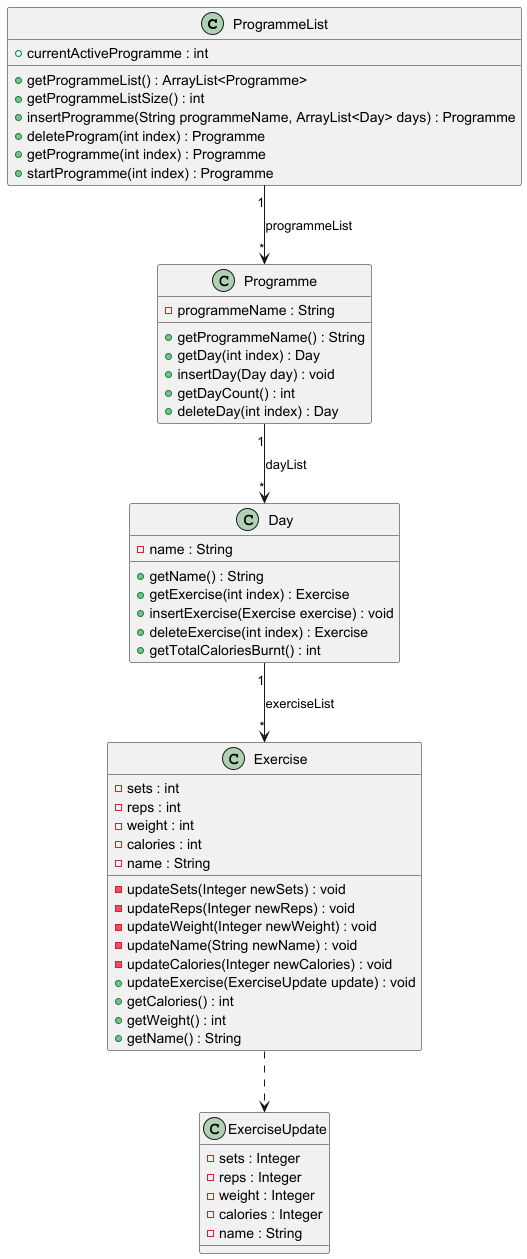 C ProgrammeList
currentActiveProgramme : int
getProgrammeList() : ArrayList<Programme>
getProgrammeListSize() : int
insertProgramme(String programmeName, ArrayList<Day> days) : Programme
deleteProgram(int index) : Programme
getProgramme(int index) : Programme
startProgramme(int index) : Programme
1
programmeList
*
C Programme
programmeName : String
getProgrammeName() : String
getDay(int index) : Day
insertDay(Day day) : void
getDayCount() : int
deleteDay(int index) : Day
1
dayList
*
C Day
name : String
getName() : String
getExercise(int index) : Exercise
insertExercise(Exercise exercise) : void
deleteExercise(int index) : Exercise
getTotalCaloriesBurnt() : int
1
exerciseList
*
C Exercise
sets : int
reps : int
weight : int
calories : int
name : String
updateSets(Integer newSets) : void
updateReps(Integer newReps) : void
updateWeight(Integer newWeight) : void
updateName(String newName) : void
updateCalories(Integer newCalories) : void
updateExercise(ExerciseUpdate update) : void
getCalories() : int
getWeight() : int
getName() : String
C ExerciseUpdate
sets : Integer
reps : Integer
weight : Integer
calories : Integer
name : String